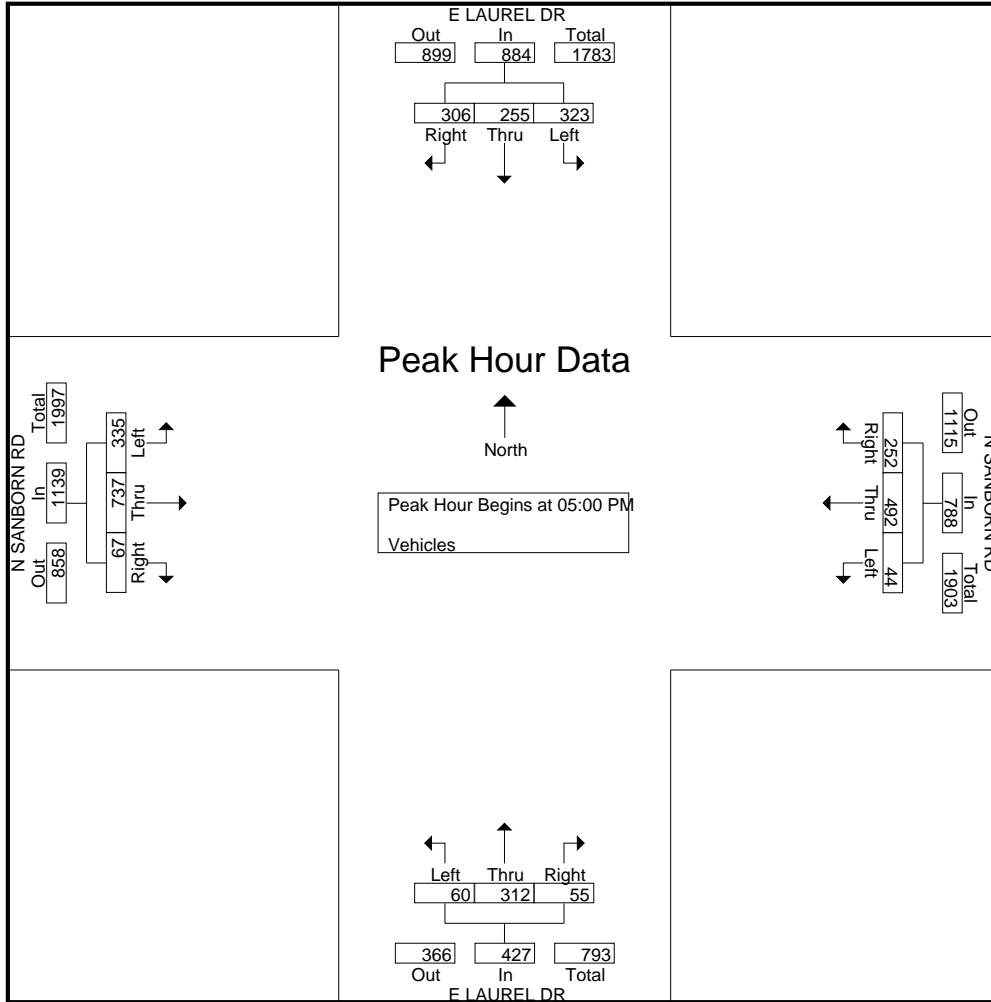 E LAUREL DR
Out In Total
899 884 1783
306 255 323
Right Thru Left
Peak Hour Data
North
Peak Hour Begins at 05:00 PM
Vehicles
N SANBORN RD
Out In Total
858 1139 1997
Right Thru Left
67 737 335
N SANBORN RD
Out In Total
1115 788 1903
Right Thru Left
252 492 44
Left Thru Right
60 312 55
366 427 793
Out In Total
E LAUREL DR